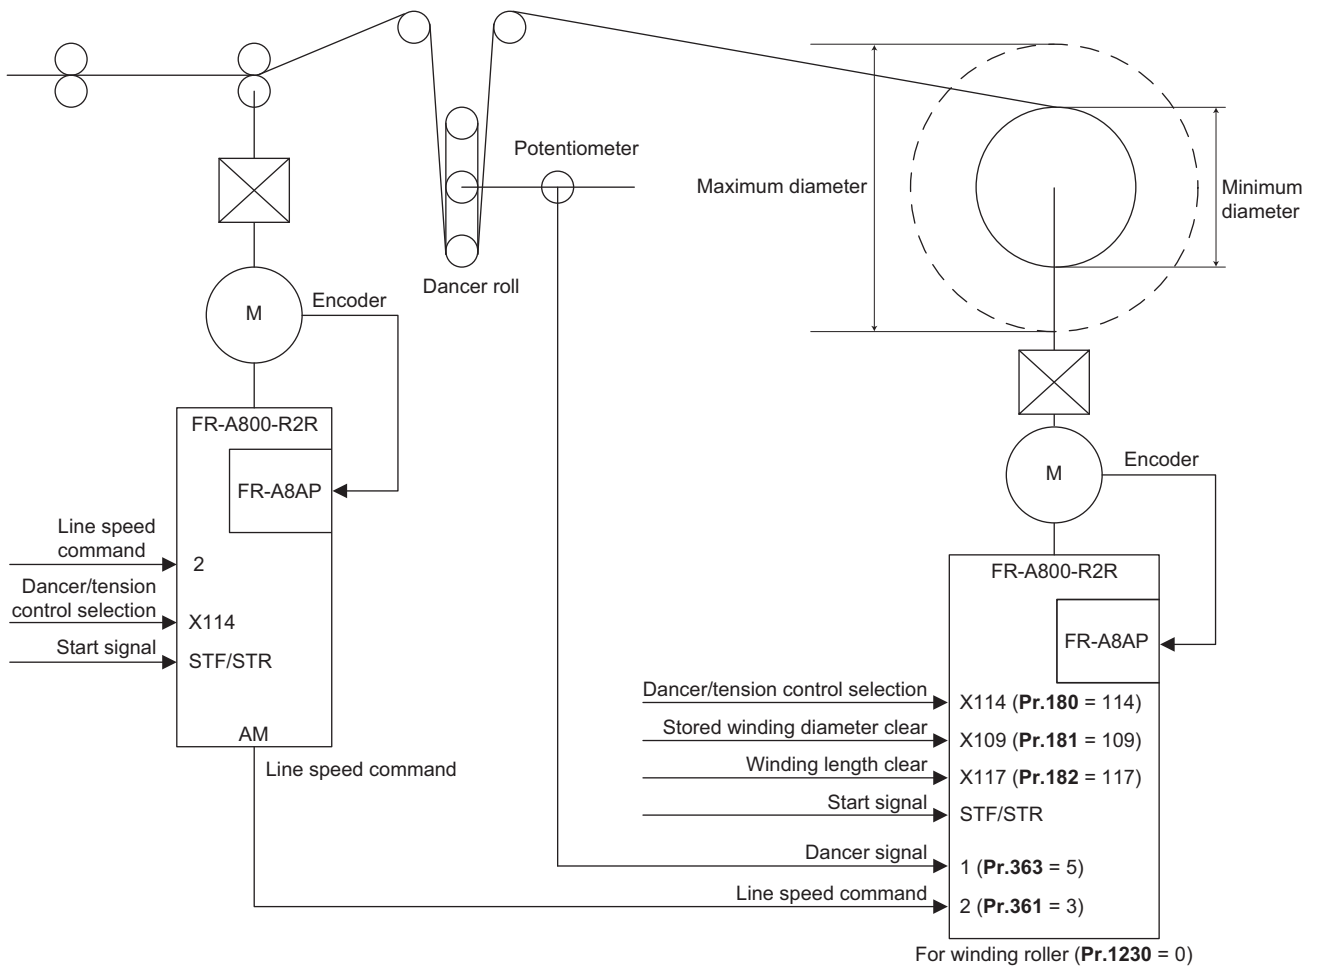 Potentiometer
Maximum diameter
Minimum
diameter
Dancer roll
Encoder
M
FR-A800-R2R
FR-A8AP
Line speed
command
2
Dancer/tension
control selection
X114
Start signal
STF/STR
AM
Line speed command
Encoder
M
FR-A800-R2R
FR-A8AP
Dancer/tension control selection
X114 (Pr.180 = 114)
Stored winding diameter clear
X109 (Pr.181 = 109)
Winding length clear
X117 (Pr.182 = 117)
Start signal
STF/STR
Dancer signal
1 (Pr.363 = 5)
Line speed command
2 (Pr.361 = 3)
For winding roller (Pr.1230 = 0)